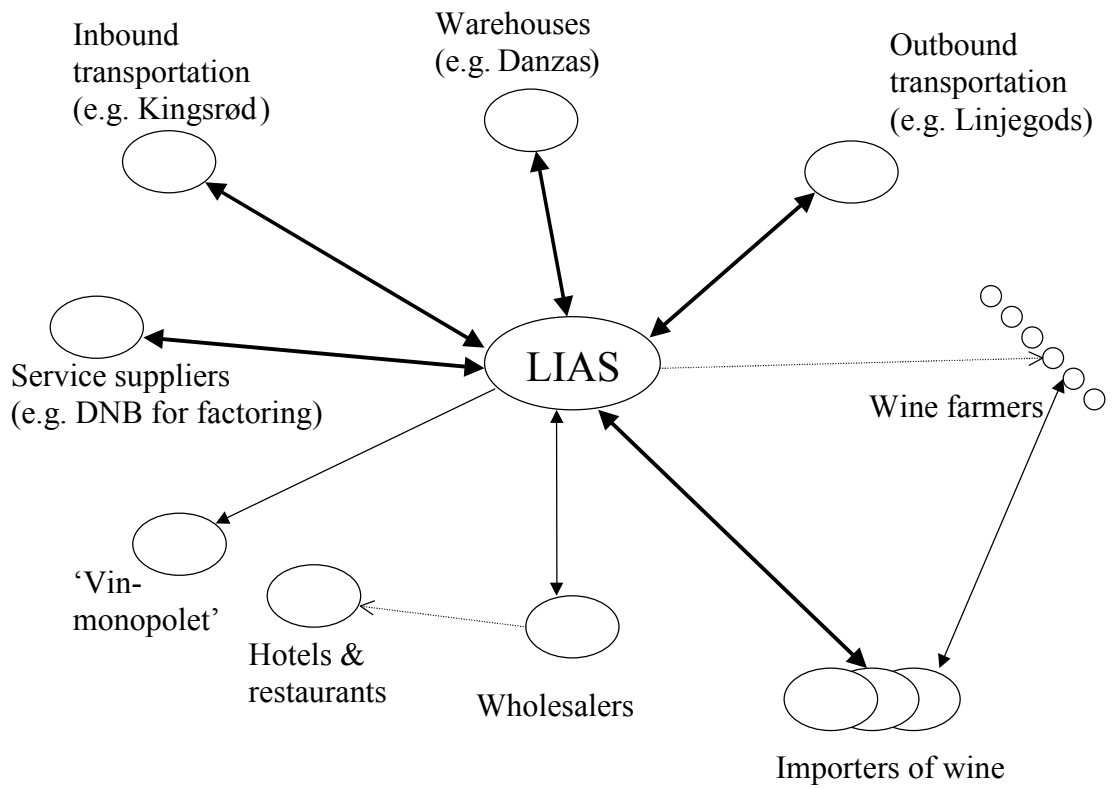 Inbound
transportation
(e.g. Kingsrød)
Warehouses
(e.g. Danzas)
Outbound
transportation
(e.g. Linjegods)
LIAS
Service suppliers
(e.g. DNB for factoring)
Wine farmers
‘Vin-
monopolet’
Hotels &
restaurants
Wholesalers
Importers of wine